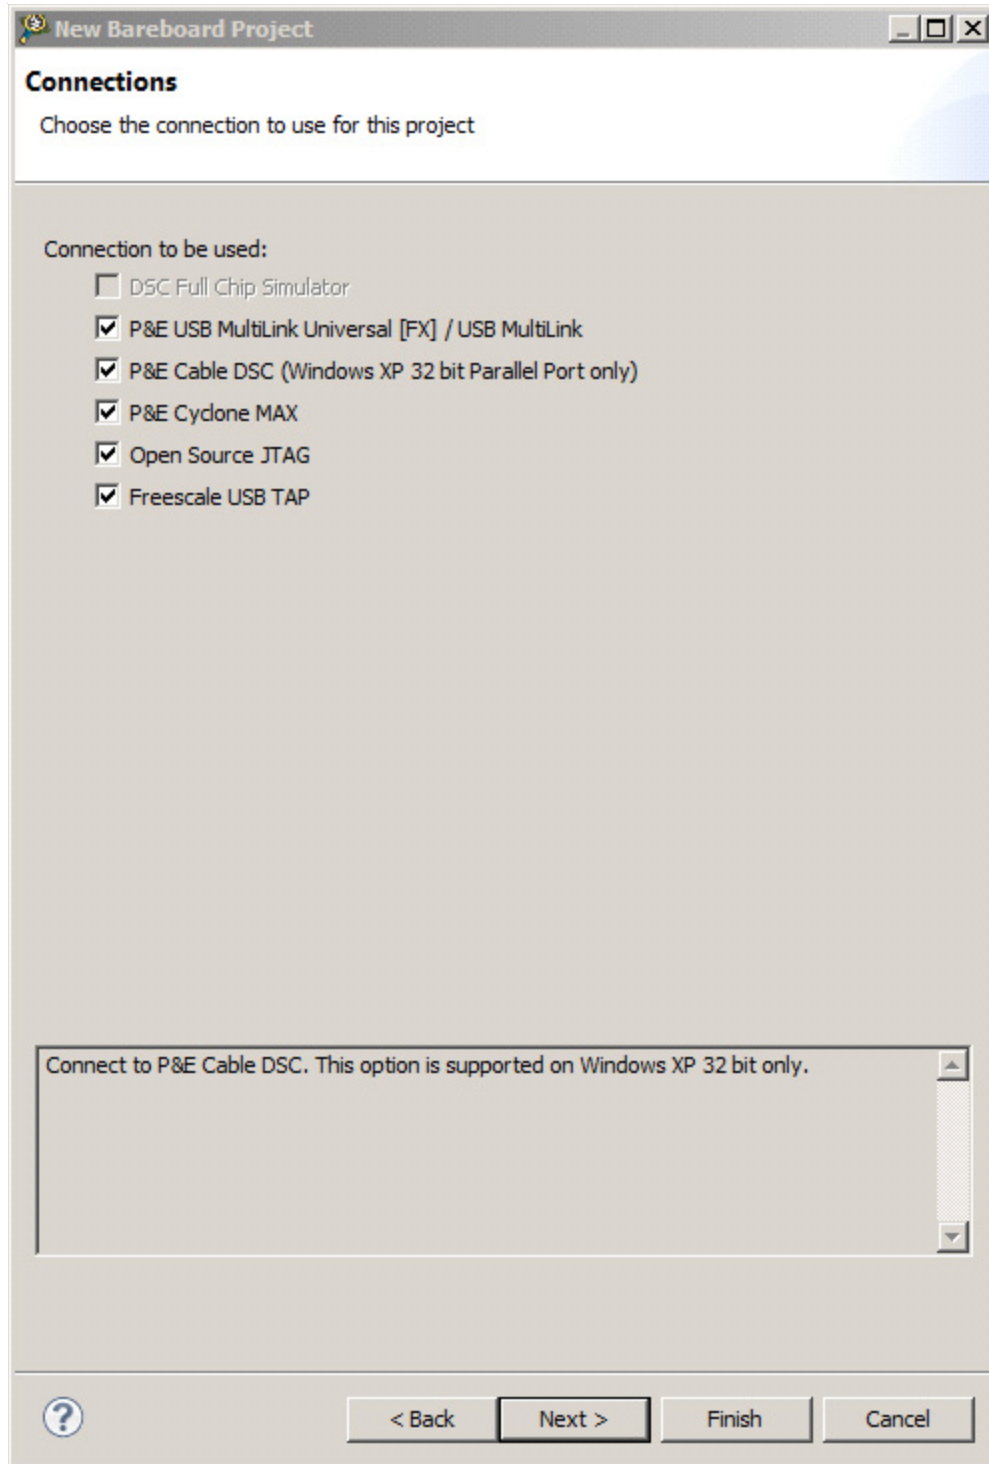 New Bareboard Project
Connections
Choose the connection to use for this project
Connection to be used:
DSC Full Chip Simulator
P&E USB MultiLink Universal [FX] / USB MultiLink
P&E Cable DSC (Windows XP 32 bit Parallel Port only)
P&E Cyclone MAX
Open Source JTAG
Freescale USB TAP
Connect to P&E Cable DSC. This option is supported on Windows XP 32 bit only.
?
< Back
Next >
Finish
Cancel